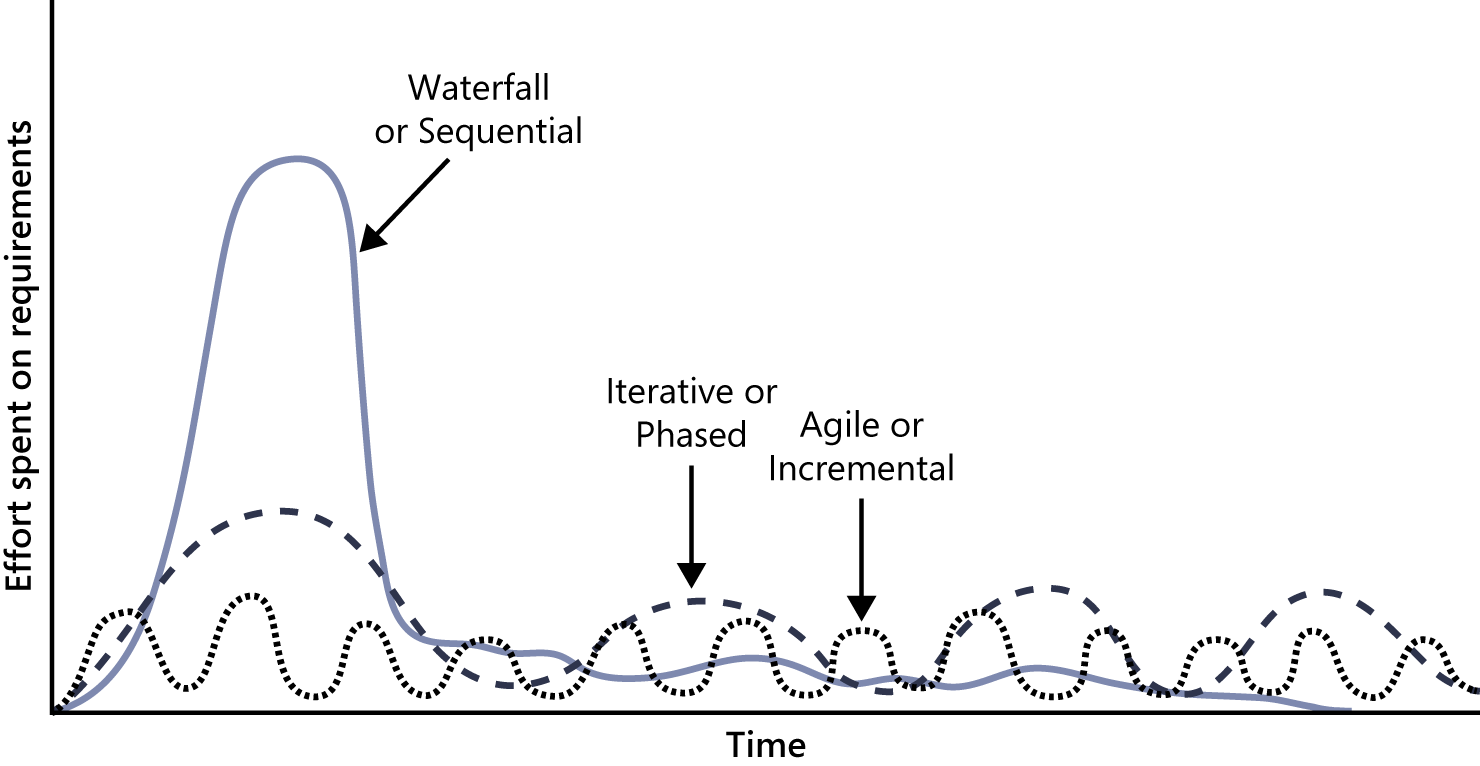 Effort spent on requirements
Waterfall
or Sequential
Iterative or
Phased
Agile or
Incremental
Time